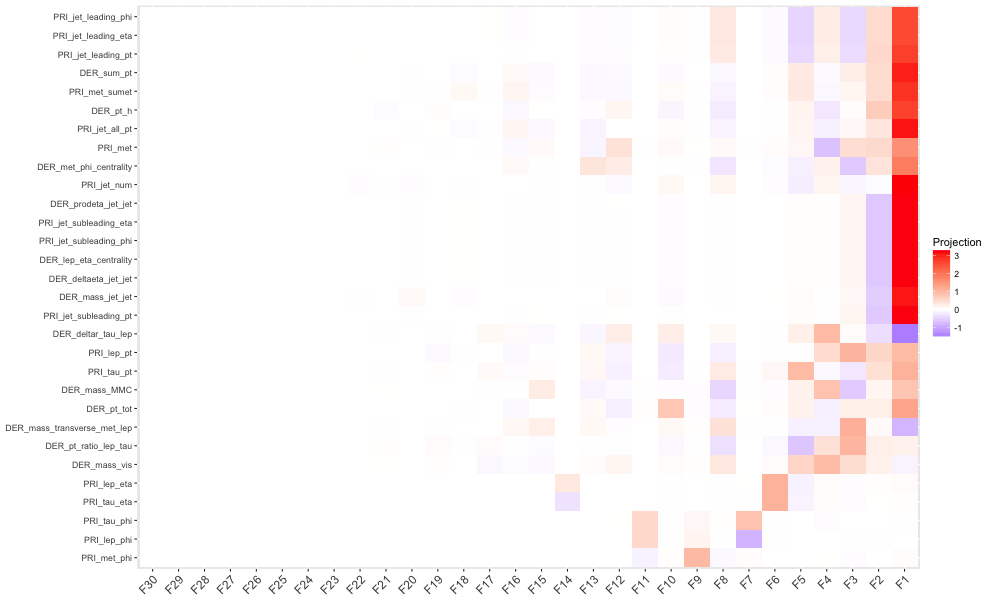 PRI_jet_leading_phi
PRI_jet_leading_eta
PRI_jet_leading_pt
DER_sum_pt
PRI_met_sumet
DER_pt_h
PRI_jet_all_pt
PRI_met
DER_met_phi_centrality
PRI_jet_num
DER_prodeta_jet_jet
PRI_jet_subleading_eta
PRI_jet_subleading_phi
DER_lep_eta_centrality
DER_deltaeta_jet_jet
DER_mass_jet_jet
PRI_jet_subleading_pt
DER_deltar_tau_lep
PRI_lep_pt
PRI_tau_pt
DER_mass_MMC
DER_pt_tot
DER_mass_transverse_met_lep
DER_pt_ratio_lep_tau
DER_mass_vis
PRI_lep_eta
PRI_tau_eta
PRI_tau_phi
PRI_lep_phi
PRI_met_phi
F30 F29 F28 F27 F26 F25 F24 F23 F22 F21 F20 F19 F18 F17 F16 F15 F14 F13 F12 F11 F10 F9 F8 F7 F6 F5 F4 F3 F2 F1
Projection
3
2
1
0
-1